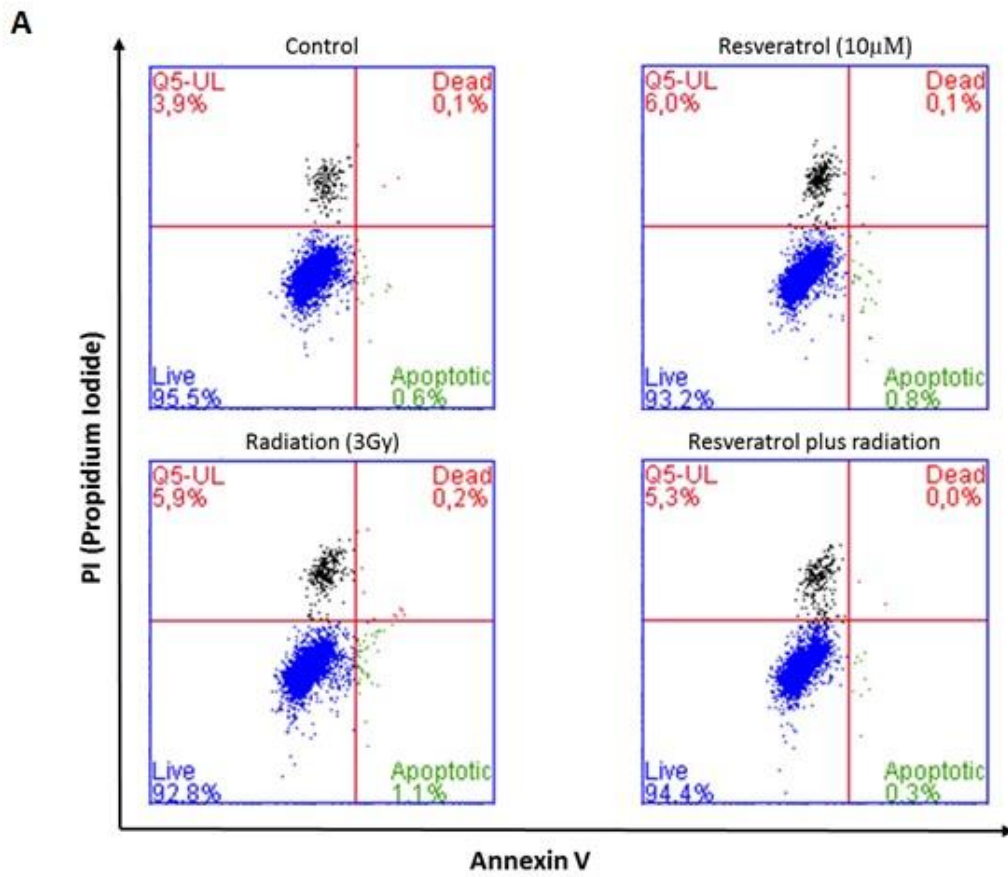 A
Control
Q5-UL
3,9%
Dead
0,1%
Live
95,5%
Apoptotic
0,6%
Resveratrol (10μM)
Q5-UL
6,0%
Dead
0,1%
Live
93,2%
Apoptotic
0,8%
Radiation (3Gy)
Q5-UL
5,9%
Dead
0,2%
Live
92,8%
Apoptotic
1,1%
Resveratrol plus radiation
Q5-UL
5,3%
Dead
0,0%
Live
94,4%
Apoptotic
0,3%
PI (Propidium Iodide)
Annexin V